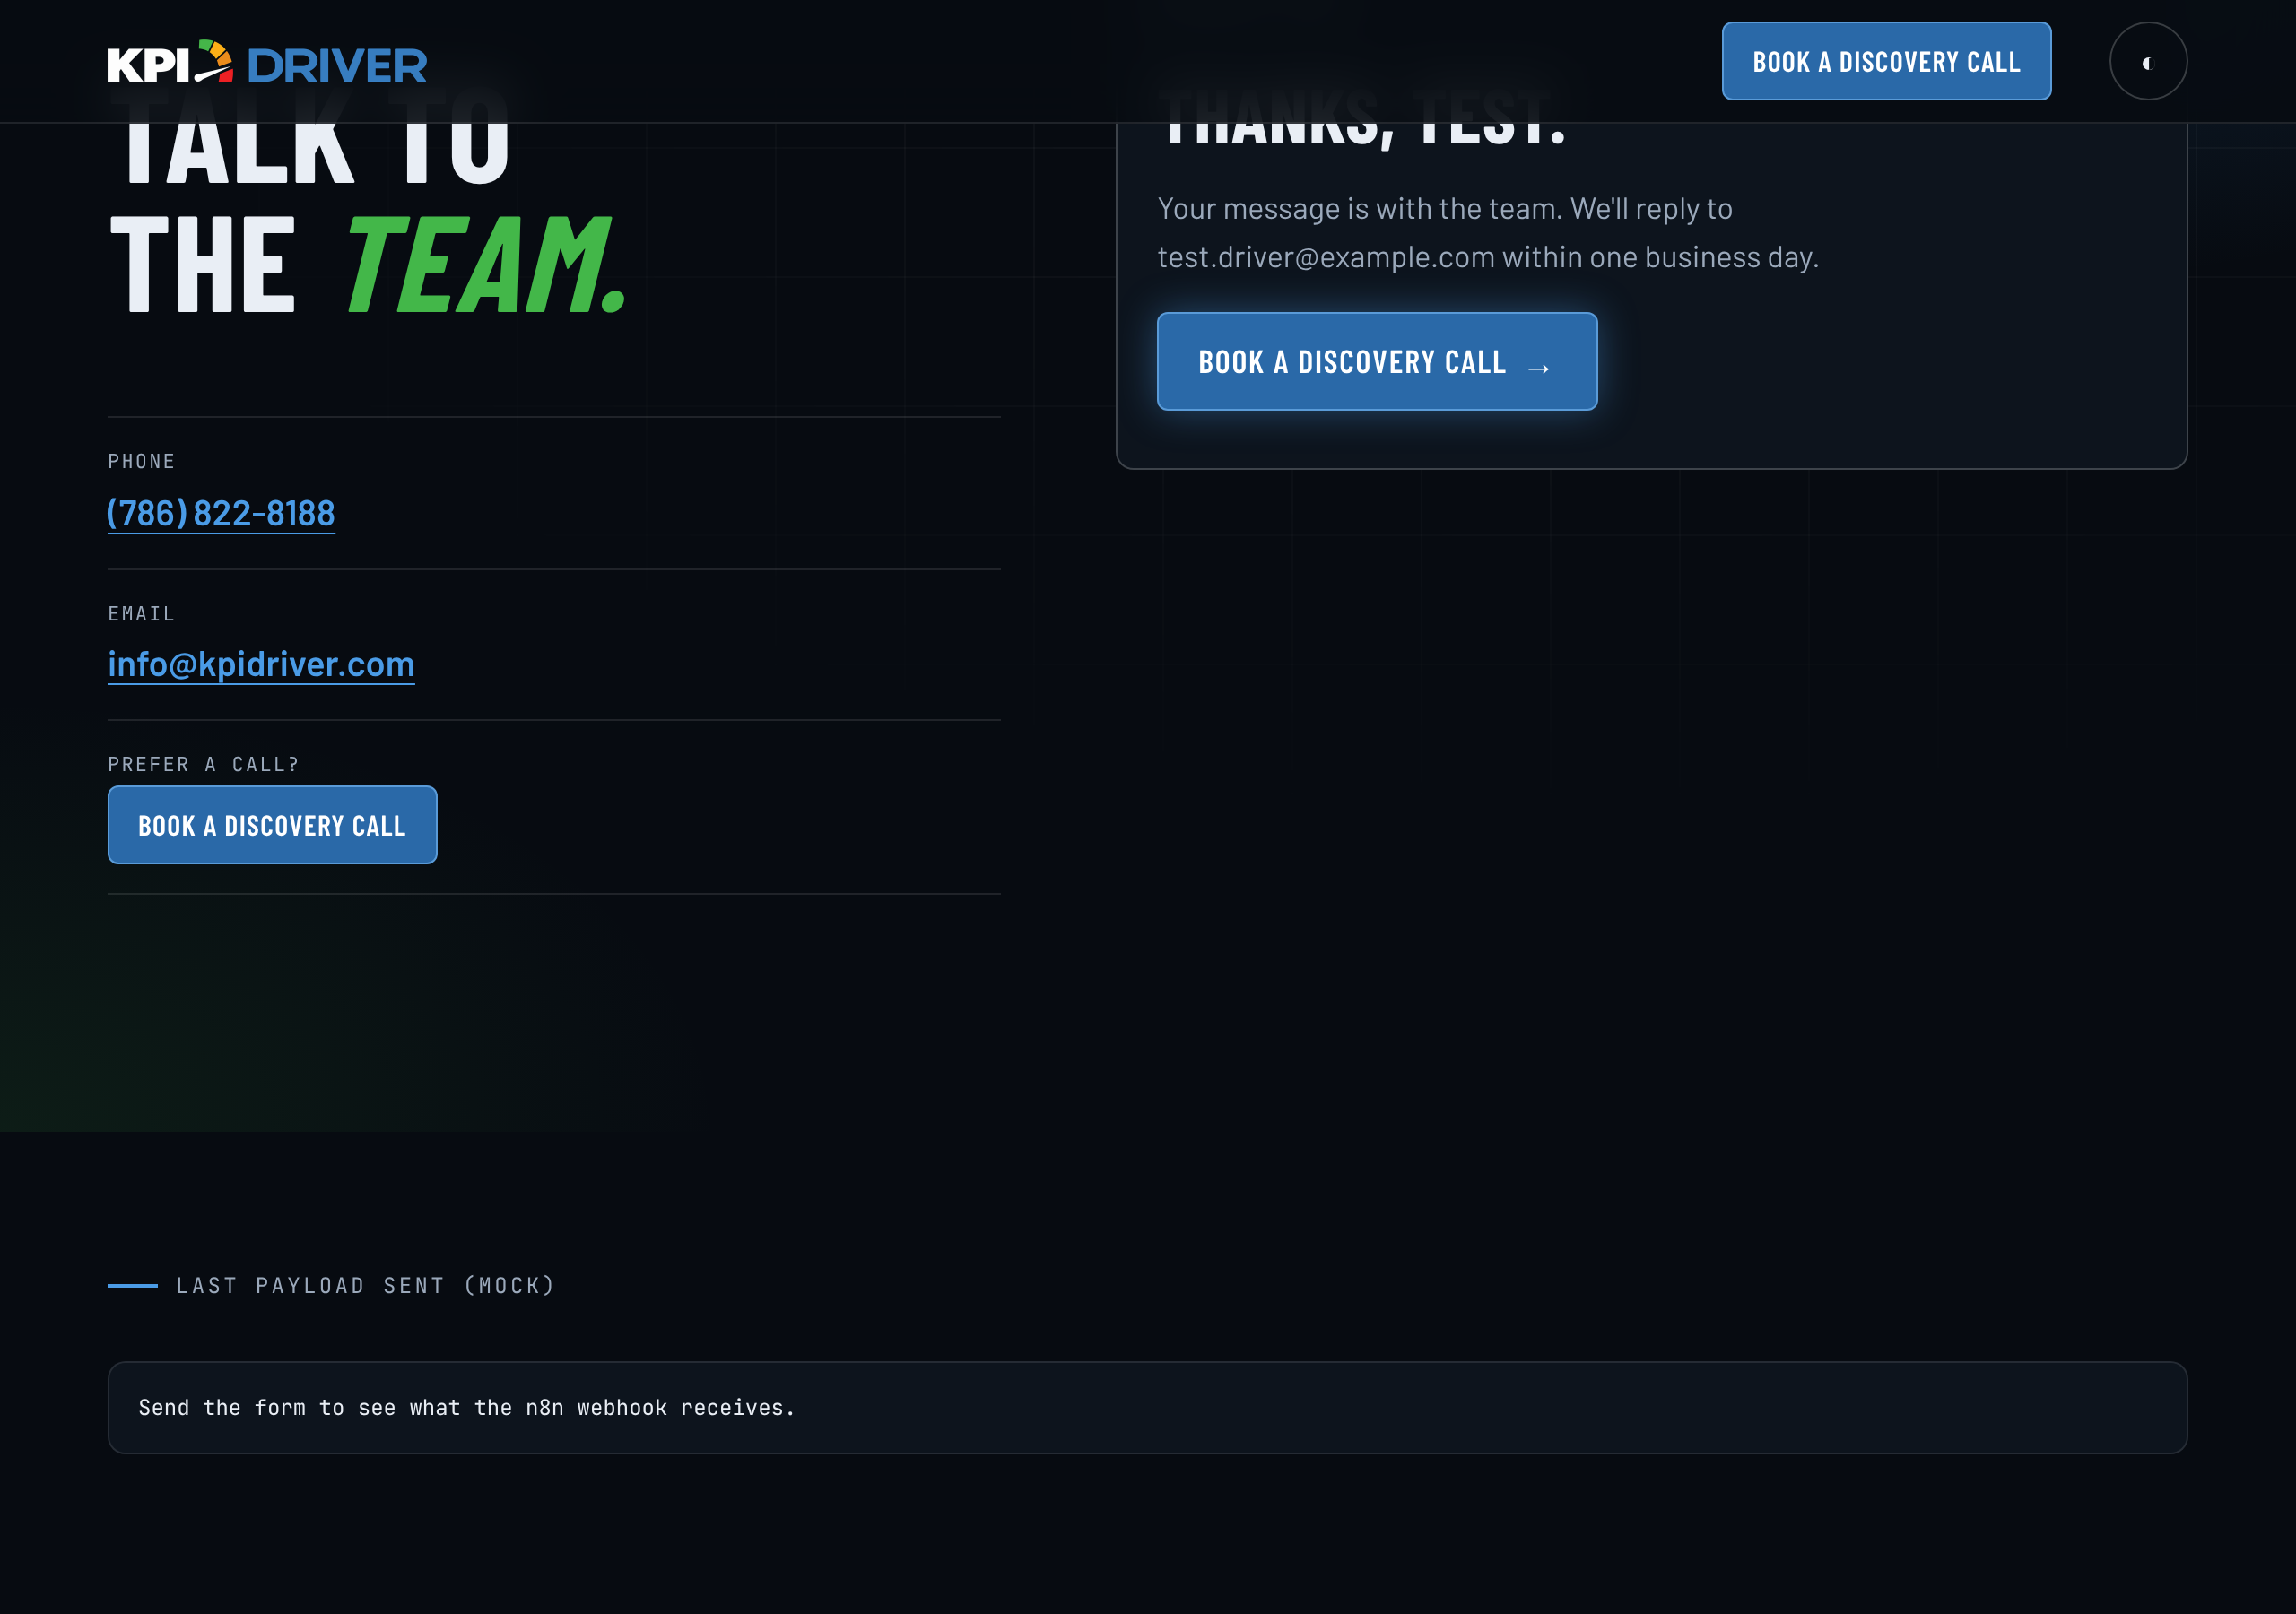 KPI DRIVER
BOOK A DISCOVERY CALL
TALK TO
THE TEAM.
PHONE
(786) 822-8188
EMAIL
info@kpidriver.com
PREFER A CALL?
BOOK A DISCOVERY CALL
THANKS, TEST.
Your message is with the team. We'll reply to
test.driver@example.com within one business day.
BOOK A DISCOVERY CALL →
LAST PAYLOAD SENT (MOCK)
Send the form to see what the n8n webhook receives.